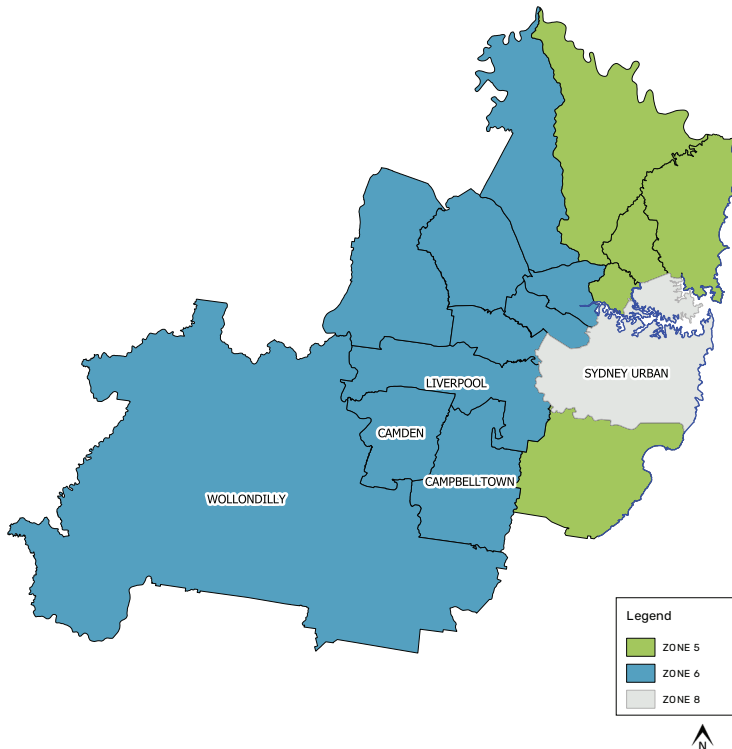 SYDNEY URBAN
LIVERPOOL
CAMDEN
CAMPBELLTOWN
WOLLONDILLY
Legend
ZONE 5
ZONE 6
ZONE 8
N